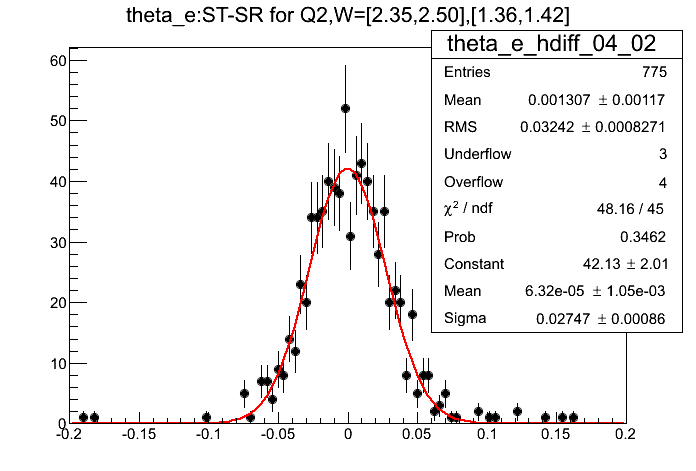 theta_e:ST-SR for Q2,W=[2.35,2.50],[1.36,1.42]
theta_e_hdiff_04_02
Entries 775
Mean 0.001307 ± 0.00117
RMS 0.03242 ± 0.0008271
Underflow 3
Overflow 4
χ² / ndf 48.16 / 45
Prob 0.3462
Constant 42.13 ± 2.01
Mean 6.32e-05 ± 1.05e-03
Sigma 0.02747 ± 0.00086
60
50
40
30
20
10
0
-0.2 -0.15 -0.1 -0.05 0 0.05 0.1 0.15 0.2